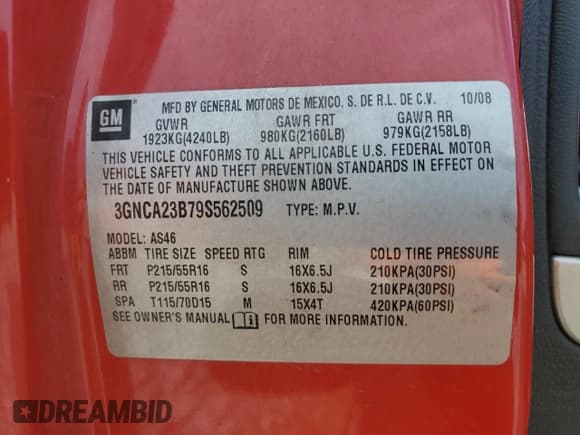 GM
MFD BY GENERAL MOTORS DE MEXICO, S. DE R.L. DE C.V. 10/08
GVWR GAWR FRT GAWR RR
1923KG(4240LB) 980KG(2160LB) 979KG(2158LB)
THIS VEHICLE CONFORMS TO ALL APPLICABLE U.S. FEDERAL MOTOR
VEHICLE SAFETY AND THEFT PREVENTION STANDARDS IN EFFECT ON
THE DATE OF MANUFACTURE SHOWN ABOVE.
3GNCA23B79S562509 TYPE: M.P.V.
MODEL: AS46
ABBM TIRE SIZE SPEED RTG RIM COLD TIRE PRESSURE
FRT P215/55R16 S 16X6.5J 210KPA(30PSI)
RR P215/55R16 S 16X6.5J 210KPA(30PSI)
SPA T115/70D15 M 15X4T 420KPA(60PSI)
SEE OWNER'S MANUAL FOR MORE INFORMATION.
DREAMBID